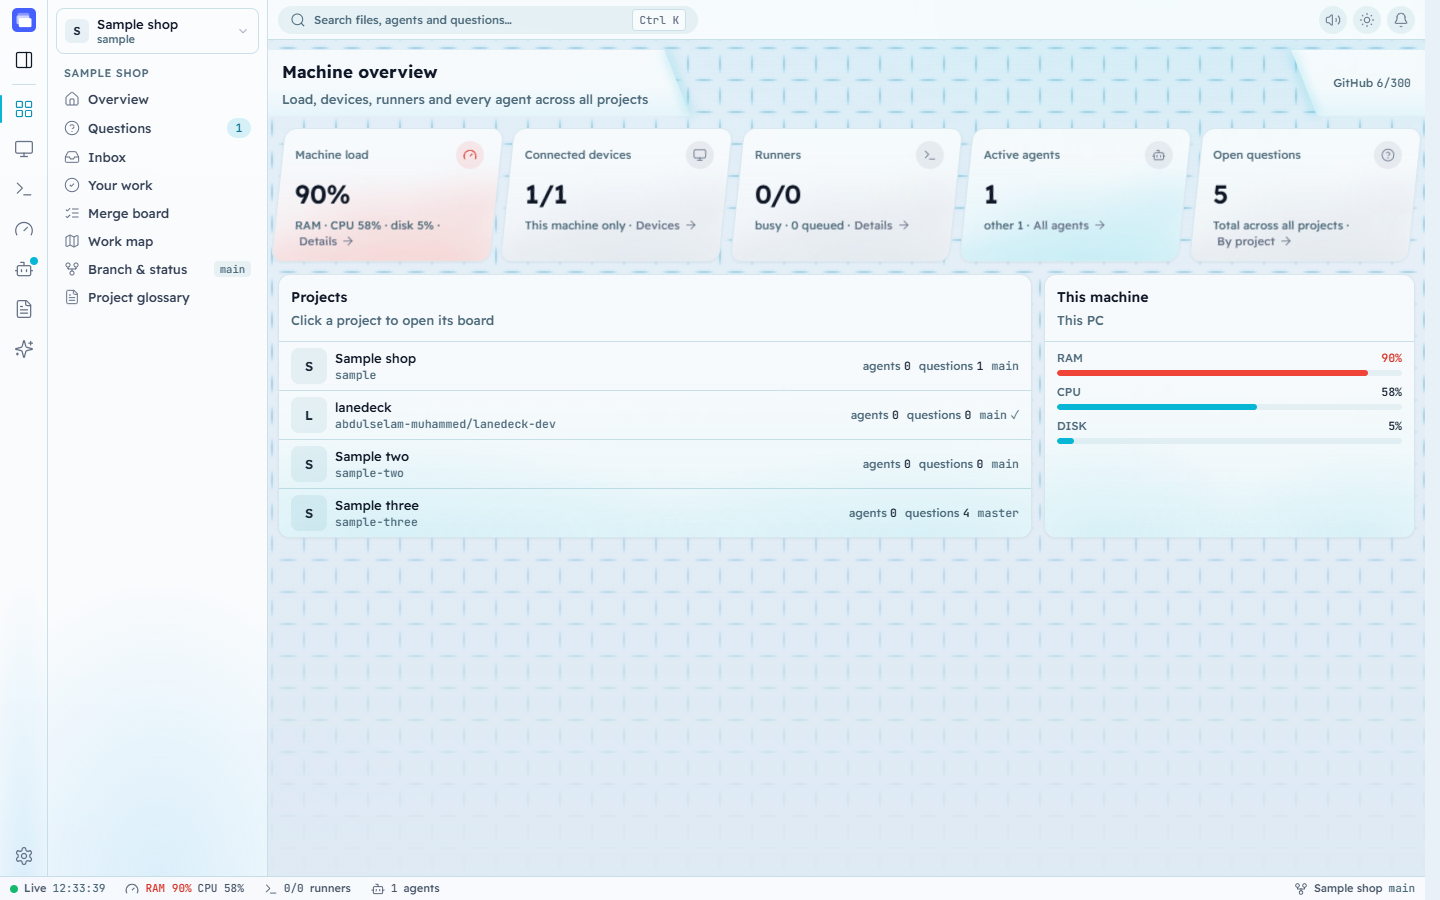 S
Sample shop
sample
SAMPLE SHOP
Overview
Questions 1
Inbox
Your work
Merge board
Work map
Branch & status main
Project glossary
Search files, agents and questions… Ctrl K
Machine overview
Load, devices, runners and every agent across all projects
GitHub 6/300
Machine load
90%
RAM · CPU 58% · disk 5% ·
Details →
Connected devices
1/1
This machine only · Devices →
Runners
0/0
busy · 0 queued · Details →
Active agents
1
other 1 · All agents →
Open questions
5
Total across all projects ·
By project →
Projects
Click a project to open its board
S
Sample shop
sample
agents 0 questions 1 main
L
lanedeck
abdulselam-muhammed/lanedeck-dev
agents 0 questions 0 main ✓
S
Sample two
sample-two
agents 0 questions 0 main
S
Sample three
sample-three
agents 0 questions 4 master
This machine
This PC
RAM 90%
CPU 58%
DISK 5%
Live 12:33:39 RAM 90% CPU 58% 0/0 runners 1 agents Sample shop main